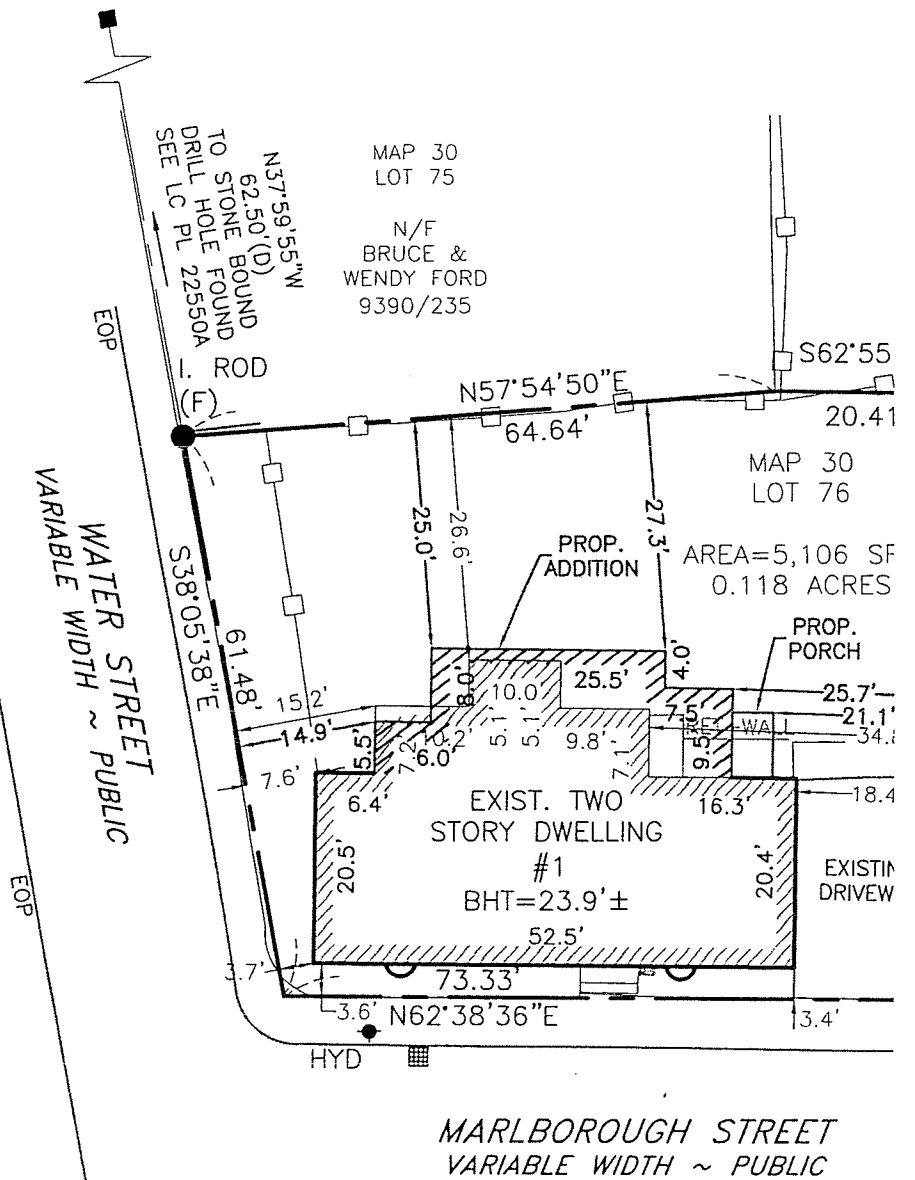 MAP 30
LOT 75
N/F
BRUCE &
WENDY FORD
9390/235
N37°59'55"W
62.50'(D)
TO STONE BOUND
DRILL HOLE FOUND
SEE LC PL 22550A
EOP
I. ROD
(F)
N57°54'50"E
64.64'
S62°55
20.41
MAP 30
LOT 76
AREA=5,106 SF
0.118 ACRES
25.0'
26.6'
27.3'
PROP.
ADDITION
PROP.
PORCH
WATER STREET
VARIABLE WIDTH ~ PUBLIC
S38°05'38"E
61.48'
15.2'
14.9'
7.6'
5.5'
7.2'
10.2'
6.0'
8.0'
10.0'
5.1'
5.1'
25.5'
9.8'
7.1'
4.0'
7.5'
9.5'
WALL
25.7'
21.1'
34.8
18.4
6.4'
16.3'
20.5'
20.4'
EXIST. TWO
STORY DWELLING
#1
BHT=23.9'±
52.5'
EXISTIN
DRIVEW
EOP
3.7'
73.33'
3.6'
N62°38'36"E
3.4'
HYD
MARLBOROUGH STREET
VARIABLE WIDTH ~ PUBLIC